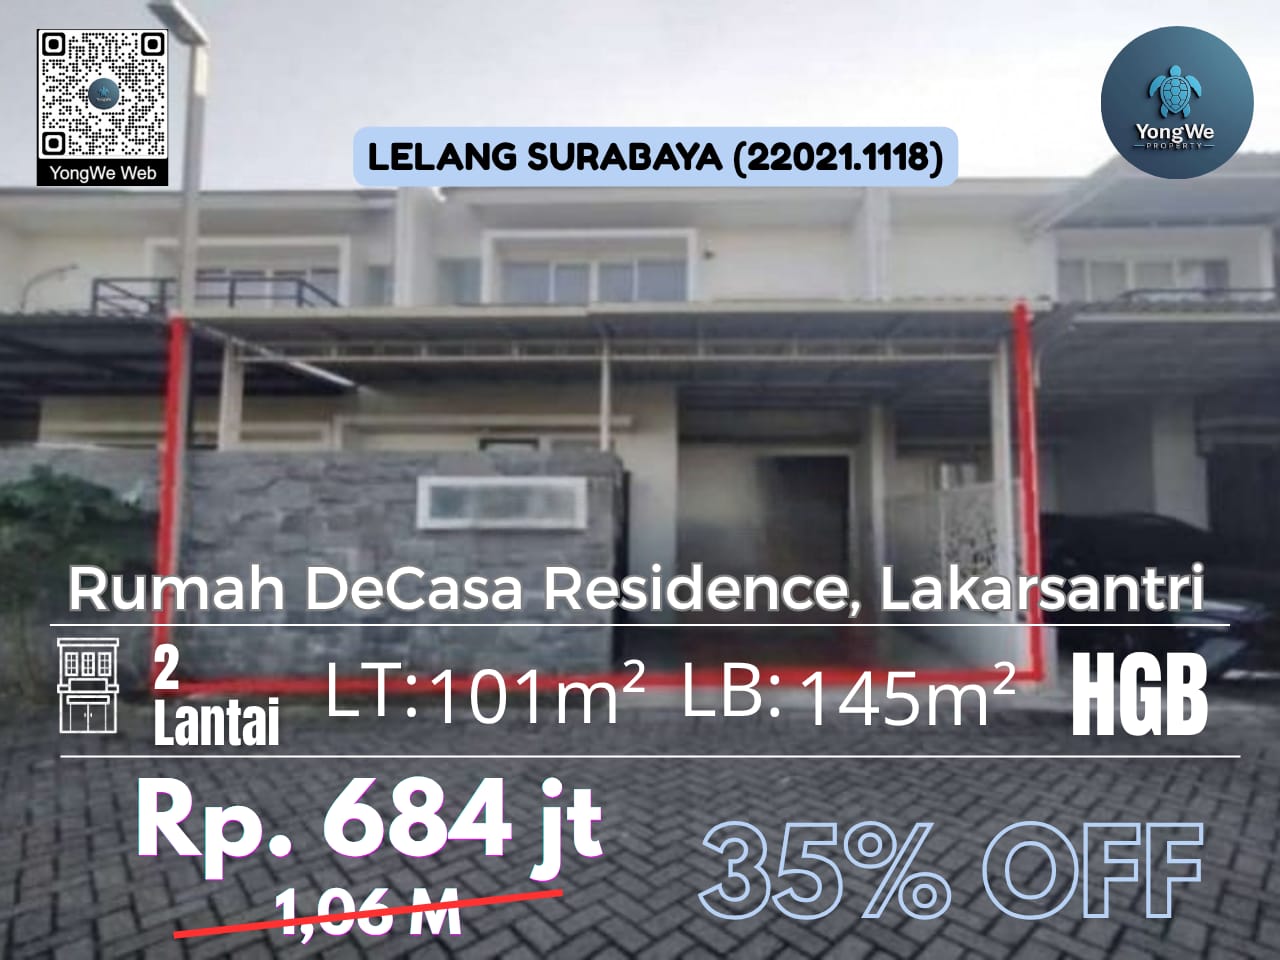 YongWe Web
LELANG SURABAYA (22021.1118)
YongWe
PROPERTY
Rumah DeCasa Residence, Lakarsantri
2
Lantai
LT: 101m²
LB: 145m²
HGB
Rp. 684 jt
1,06 M
35% OFF